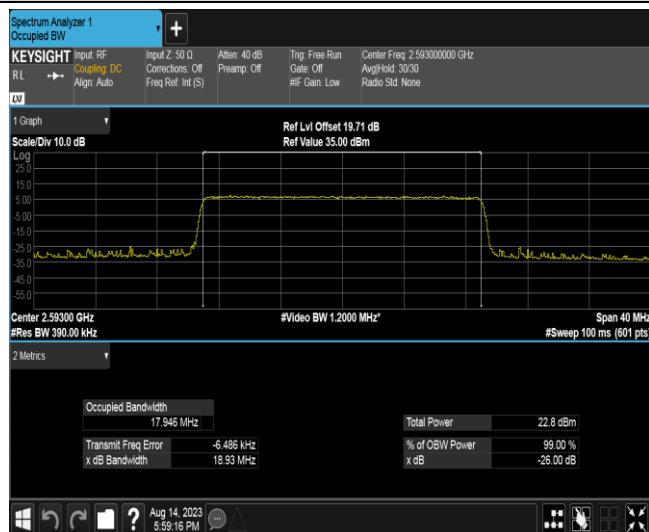 Spectrum Analyzer 1
Occupied BW
KEYSIGHT
RL
LXI
Input: RF
Coupling: DC
Align: Auto
Input Z: 50 Ω
Corrections: Off
Freq Ref: Int (S)
Atten: 40 dB
Preamp: Off
Trig: Free Run
Gate: Off
#IF Gain: Low
Center Freq: 2.593000000 GHz
Avg|Hold: 30/30
Radio Std: None
1 Graph
Scale/Div 10.0 dB
Ref Lvl Offset 19.71 dB
Ref Value 35.00 dBm
Log
25.0
15.0
5.00
-5.00
-15.0
-25.0
-35.0
-45.0
-55.0
Center 2.59300 GHz
#Video BW 1.2000 MHz*
Span 40 MHz
#Res BW 390.00 kHz
#Sweep 100 ms (601 pts)
2 Metrics
Occupied Bandwidth
17.946 MHz
Total Power 22.8 dBm
Transmit Freq Error -6.486 kHz
% of OBW Power 99.00 %
x dB Bandwidth 18.93 MHz
x dB -26.00 dB
?
Aug 14, 2023
5:59:16 PM